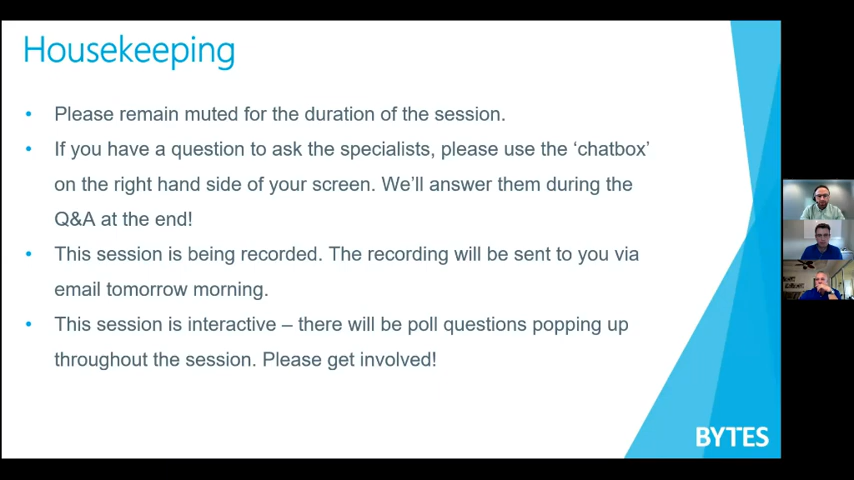 Housekeeping
• Please remain muted for the duration of the session.
• If you have a question to ask the specialists, please use the ‘chatbox’
on the right hand side of your screen. We’ll answer them during the
Q&A at the end!
• This session is being recorded. The recording will be sent to you via
email tomorrow morning.
• This session is interactive – there will be poll questions popping up
throughout the session. Please get involved!
BYTES